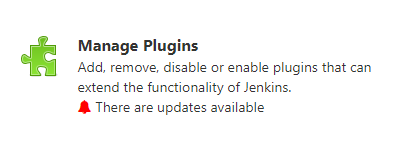 Manage Plugins
Add, remove, disable or enable plugins that can
extend the functionality of Jenkins.
There are updates available